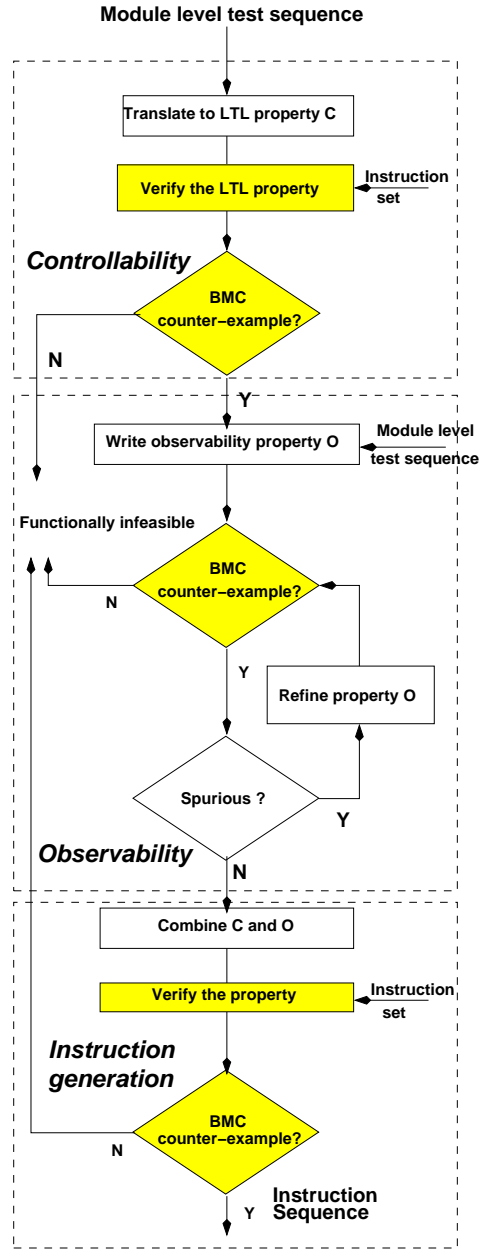 Module level test sequence
Translate to LTL property C
Verify the LTL property
Instruction
set
Controllability
BMC
counter−example?
N
Y
Write observability property O
Module level
test sequence
Functionally infeasible
BMC
counter−example?
N
Y
Refine property O
Spurious ?
Y
Observability
N
Combine C and O
Verify the property
Instruction
set
Instruction
generation
BMC
counter−example?
N
Y
Instruction
Sequence